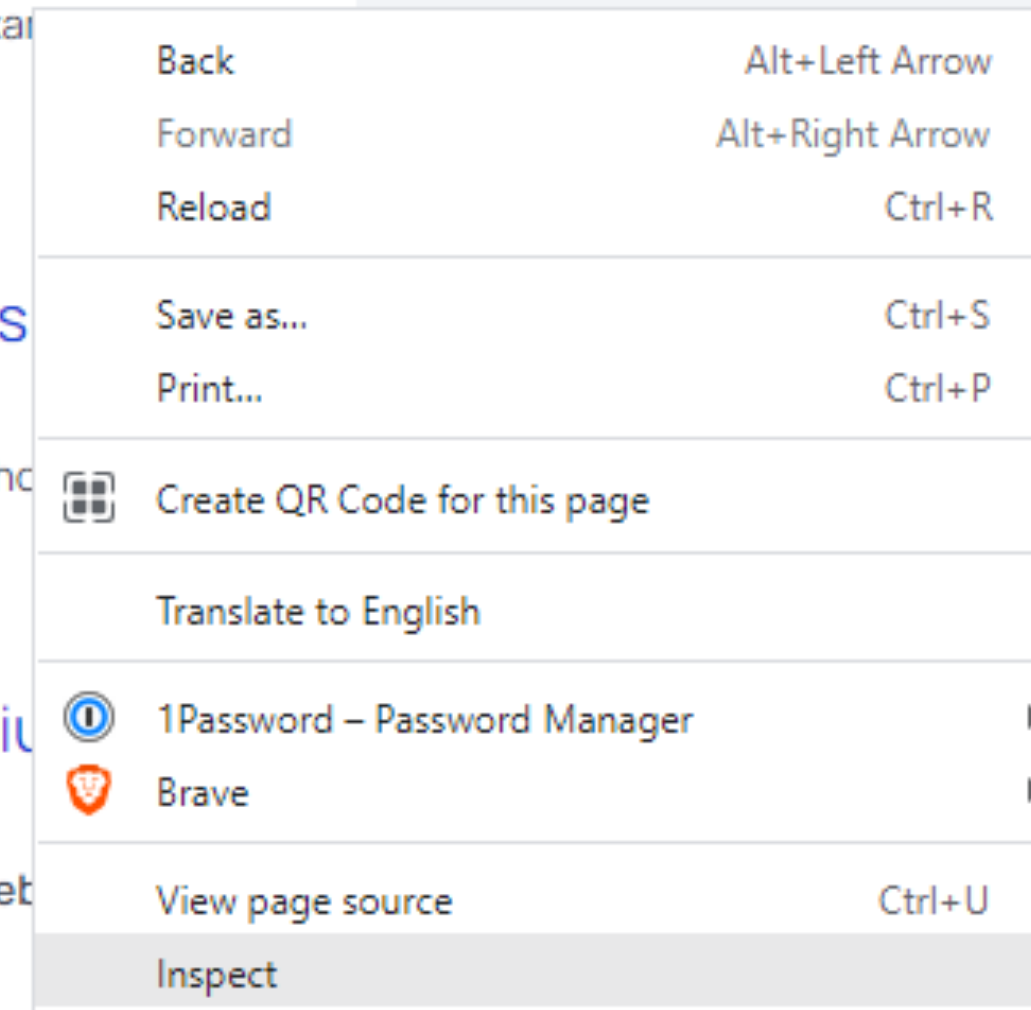 Back Alt+Left Arrow
Forward Alt+Right Arrow
Reload Ctrl+R
Save as... Ctrl+S
Print... Ctrl+P
Create QR Code for this page
Translate to English
1Password – Password Manager
Brave
View page source Ctrl+U
Inspect